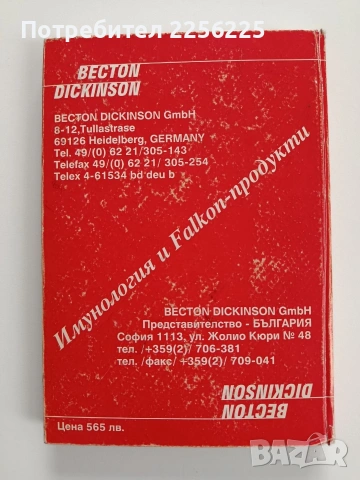 Потребител 2256225
BECTON
DICKINSON
BECTON DICKINSON GmbH
8-12,Tullastrase
69126 Heidelberg, GERMANY
Tel. 49/(0) 62 21/305-143
Telefax 49/(0) 62 21/ 305-254
Telex 4-61534 bd deu b
Имунология и Falkon-продукти
BECTON DICKINSON GmbH
Представителство - БЪЛГАРИЯ
София 1113, ул. Жолио Кюри № 48
тел. /+359(2)/ 706-381
тел. /факс/ +359(2)/ 709-041
BECTON
DICKINSON
Цена 565 лв.
bazar